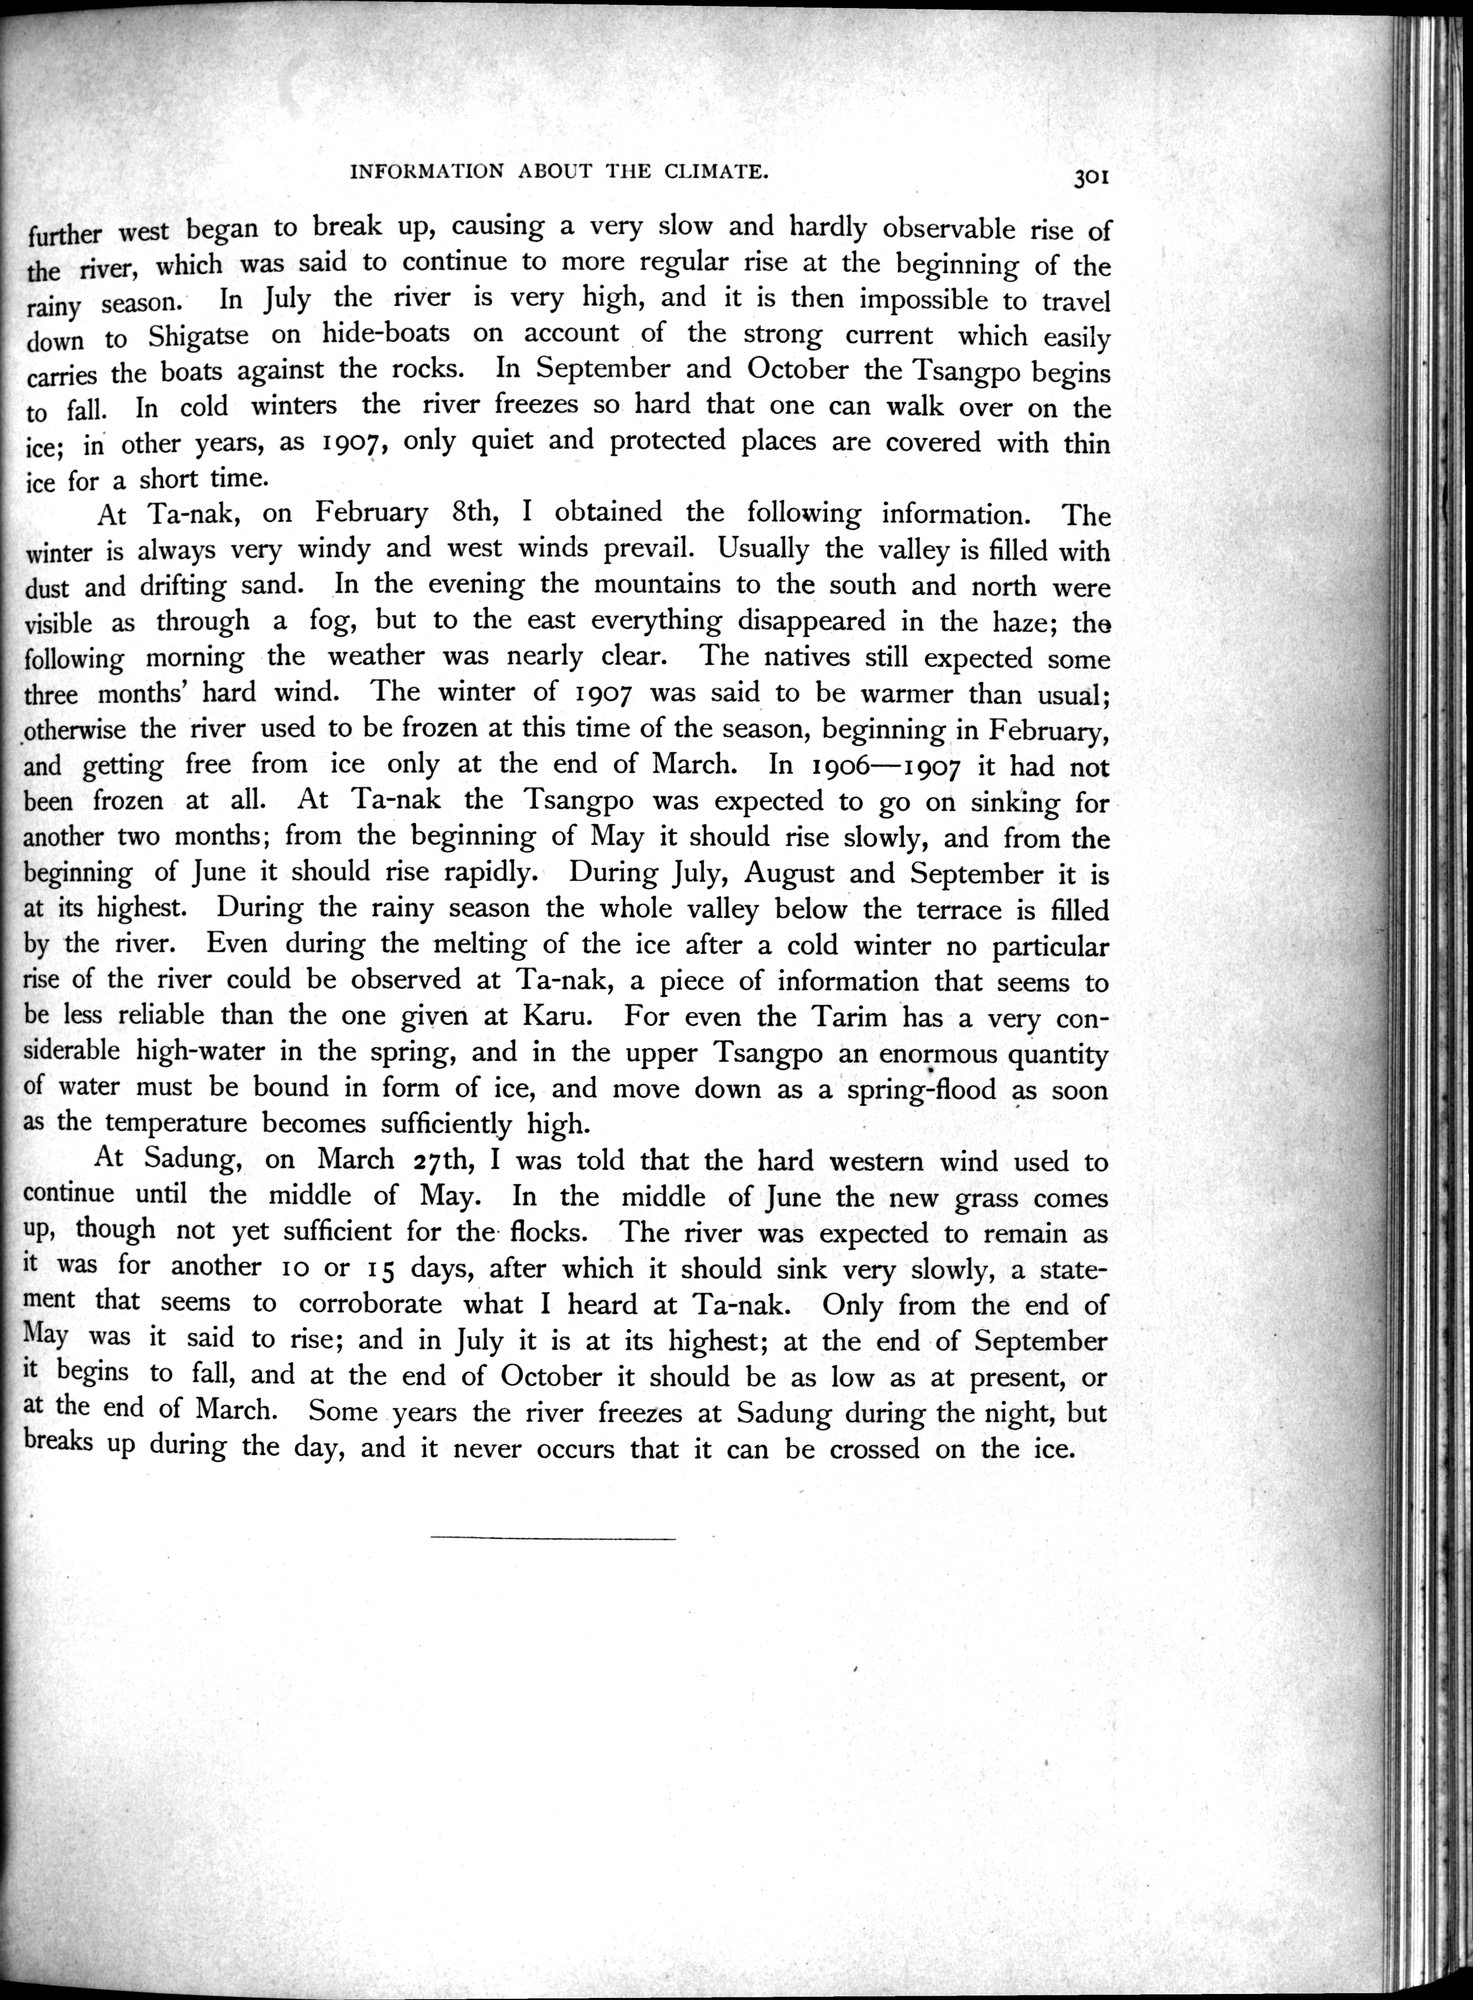 INFORMATION ABOUT THE CLIMATE. 301
further west began to break up, causing a very slow and hardly observable rise of
the river, which was said to continue to more regular rise at the beginning of the
rainy season. In July the river is very high, and it is then impossible to travel
down to Shigatse on hide-boats on account of the strong current which easily
carries the boats against the rocks. In September and October the Tsangpo begins
to fall. In cold winters the river freezes so hard that one can walk over on the
ice; in other years, as 1907, only quiet and protected places are covered with thin
ice for a short time.
At Ta-nak, on February 8th, I obtained the following information. The
winter is always very windy and west winds prevail. Usually the valley is filled with
dust and drifting sand. In the evening the mountains to the south and north were
visible as through a fog, but to the east everything disappeared in the haze; the
following morning the weather was nearly clear. The natives still expected some
three months' hard wind. The winter of 1907 was said to be warmer than usual;
otherwise the river used to be frozen at this time of the season, beginning in February,
and getting free from ice only at the end of March. In 1906—1907 it had not
been frozen at all. At Ta-nak the Tsangpo was expected to go on sinking for
another two months; from the beginning of May it should rise slowly, and from the
beginning of June it should rise rapidly. During July, August and September it is
at its highest. During the rainy season the whole valley below the terrace is filled
by the river. Even during the melting of the ice after a cold winter no particular
rise of the river could be observed at Ta-nak, a piece of information that seems to
be less reliable than the one given at Karu. For even the Tarim has a very con-
siderable high-water in the spring, and in the upper Tsangpo an enormous quantity
of water must be bound in form of ice, and move down as a spring-flood as soon
as the temperature becomes sufficiently high.
At Sadung, on March 27th, I was told that the hard western wind used to
continue until the middle of May. In the middle of June the new grass comes
up, though not yet sufficient for the flocks. The river was expected to remain as
it was for another 10 or 15 days, after which it should sink very slowly, a state-
ment that seems to corroborate what I heard at Ta-nak. Only from the end of
May was it said to rise; and in July it is at its highest; at the end of September
it begins to fall, and at the end of October it should be as low as at present, or
at the end of March. Some years the river freezes at Sadung during the night, but
breaks up during the day, and it never occurs that it can be crossed on the ice.